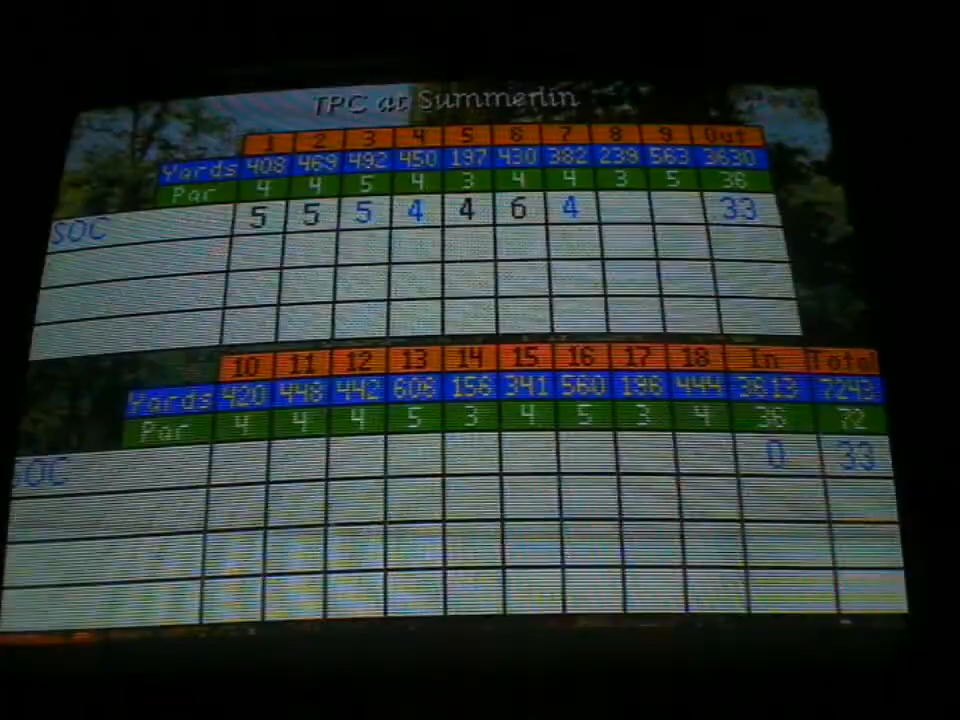 TPC at Summerlin
1 2 3 4 5 6 7 8 9 Out
Yards 408 469 492 450 197 430 382 239 563 3630
Par 4 4 5 4 3 4 4 3 5 36
SOC 5 5 5 4 4 6 4 33
10 11 12 13 14 15 16 17 18 In Total
Yards 420 448 442 606 156 341 560 196 444 3613 7243
Par 4 4 4 5 3 4 5 3 4 36 72
SOC 0 33